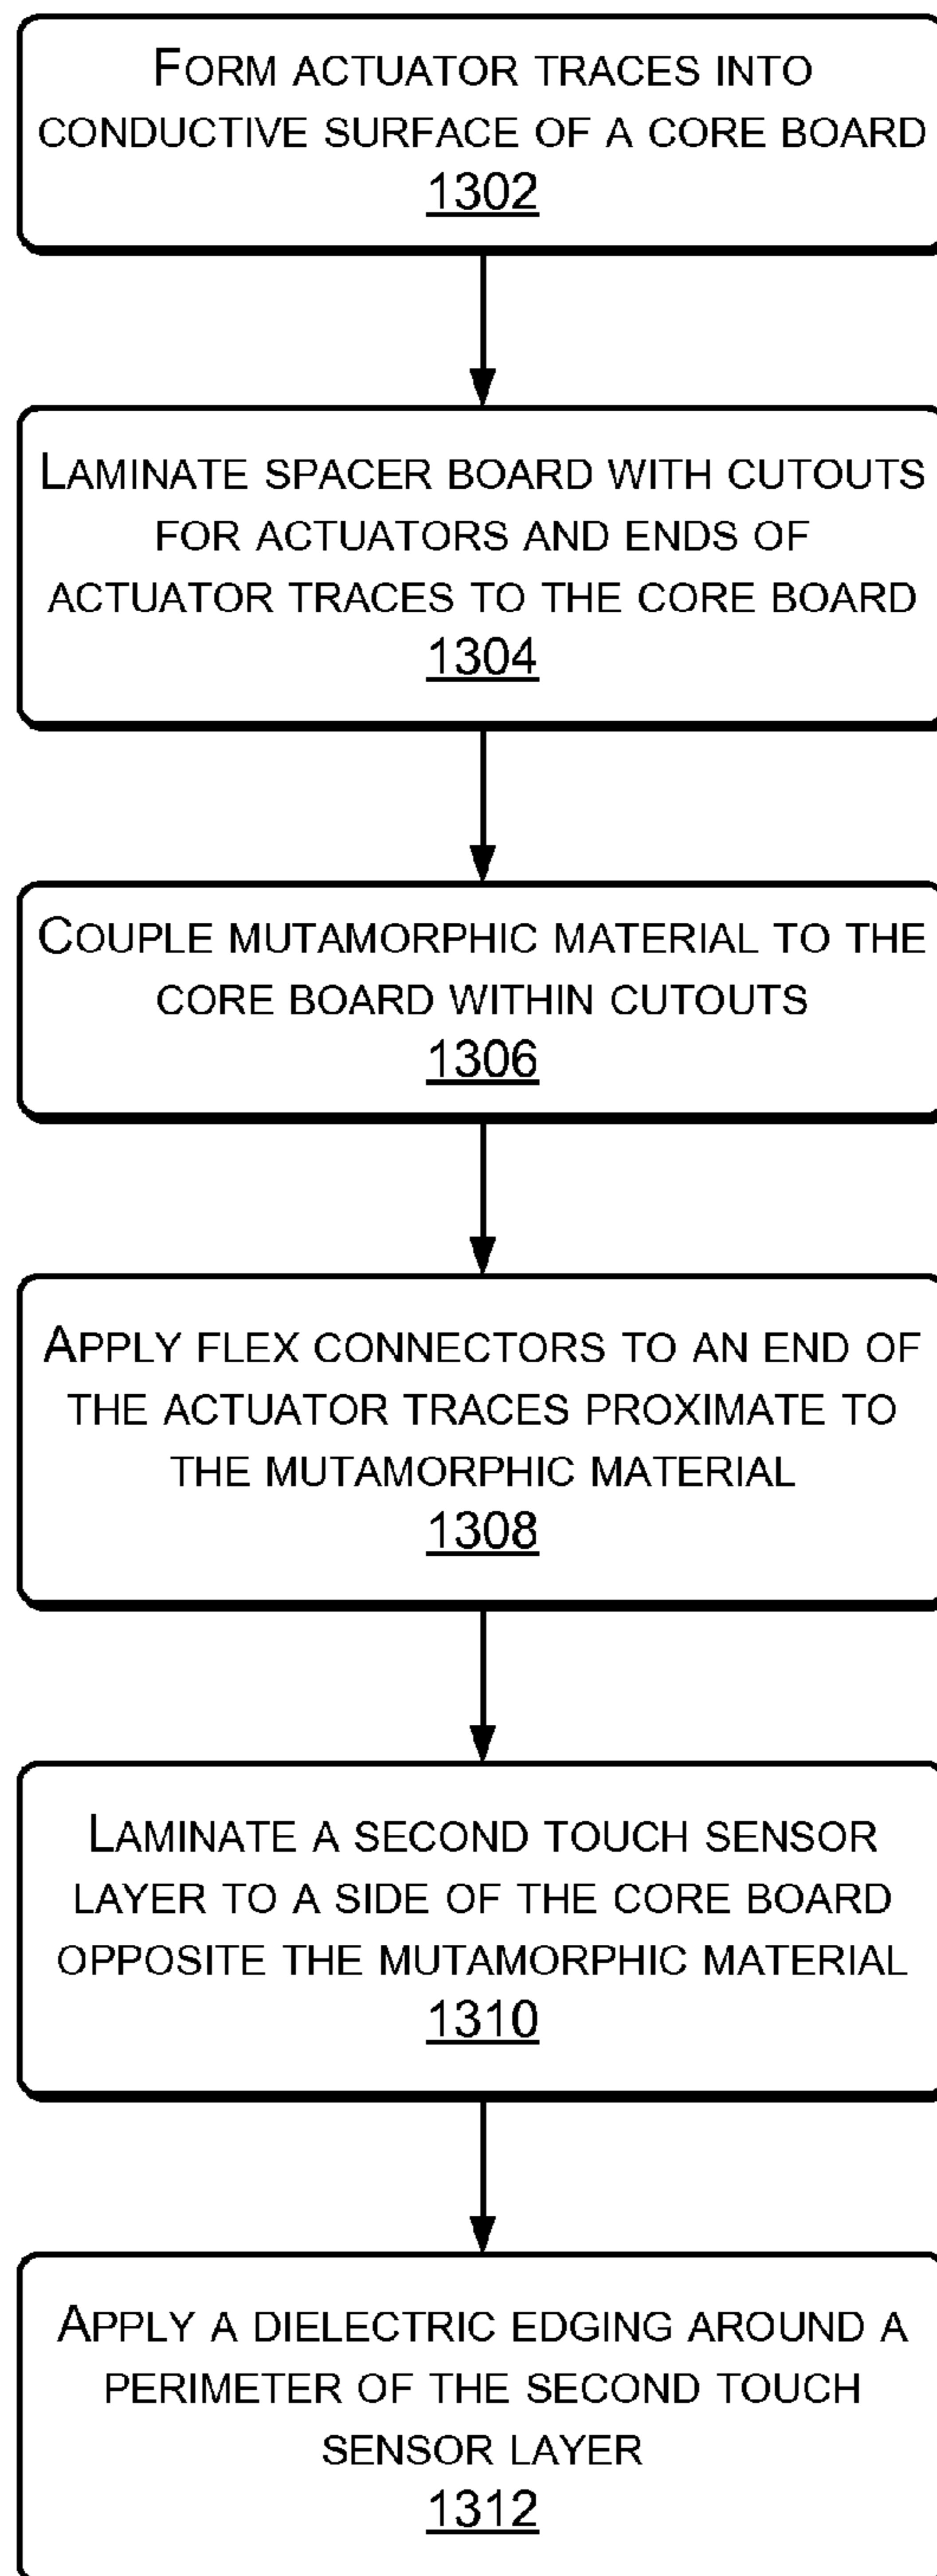 FORM ACTUATOR TRACES INTO
CONDUCTIVE SURFACE OF A CORE BOARD
1302
LAMINATE SPACER BOARD WITH CUTOUTS
FOR ACTUATORS AND ENDS OF
ACTUATOR TRACES TO THE CORE BOARD
1304
COUPLE MUTAMORPHIC MATERIAL TO THE
CORE BOARD WITHIN CUTOUTS
1306
APPLY FLEX CONNECTORS TO AN END OF
THE ACTUATOR TRACES PROXIMATE TO
THE MUTAMORPHIC MATERIAL
1308
LAMINATE A SECOND TOUCH SENSOR
LAYER TO A SIDE OF THE CORE BOARD
OPPOSITE THE MUTAMORPHIC MATERIAL
1310
APPLY A DIELECTRIC EDGING AROUND A
PERIMETER OF THE SECOND TOUCH
SENSOR LAYER
1312